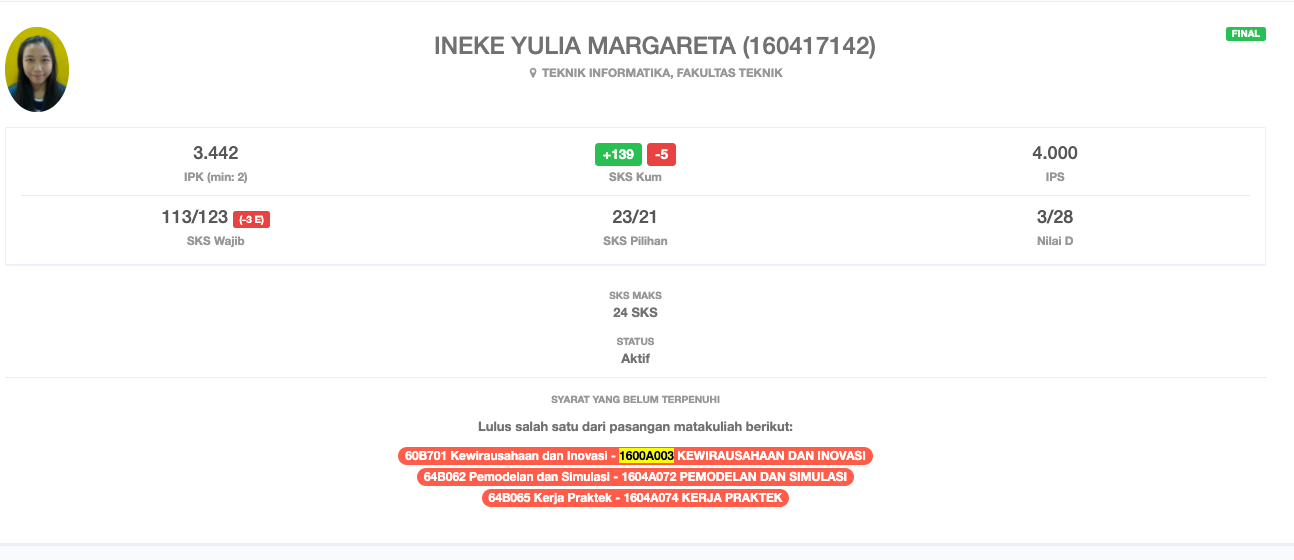 INEKE YULIA MARGARETA (160417142)
FINAL
TEKNIK INFORMATIKA, FAKULTAS TEKNIK
3.442
IPK (min: 2)
+139 -5
SKS Kum
4.000
IPS
113/123 (-3 E)
SKS Wajib
23/21
SKS Pilihan
3/28
Nilai D
SKS MAKS
24 SKS
STATUS
Aktif
SYARAT YANG BELUM TERPENUHI
Lulus salah satu dari pasangan matakuliah berikut:
60B701 Kewirausahaan dan Inovasi - 1600A003 KEWIRAUSAHAAN DAN INOVASI
64B062 Pemodelan dan Simulasi - 1604A072 PEMODELAN DAN SIMULASI
64B065 Kerja Praktek - 1604A074 KERJA PRAKTEK